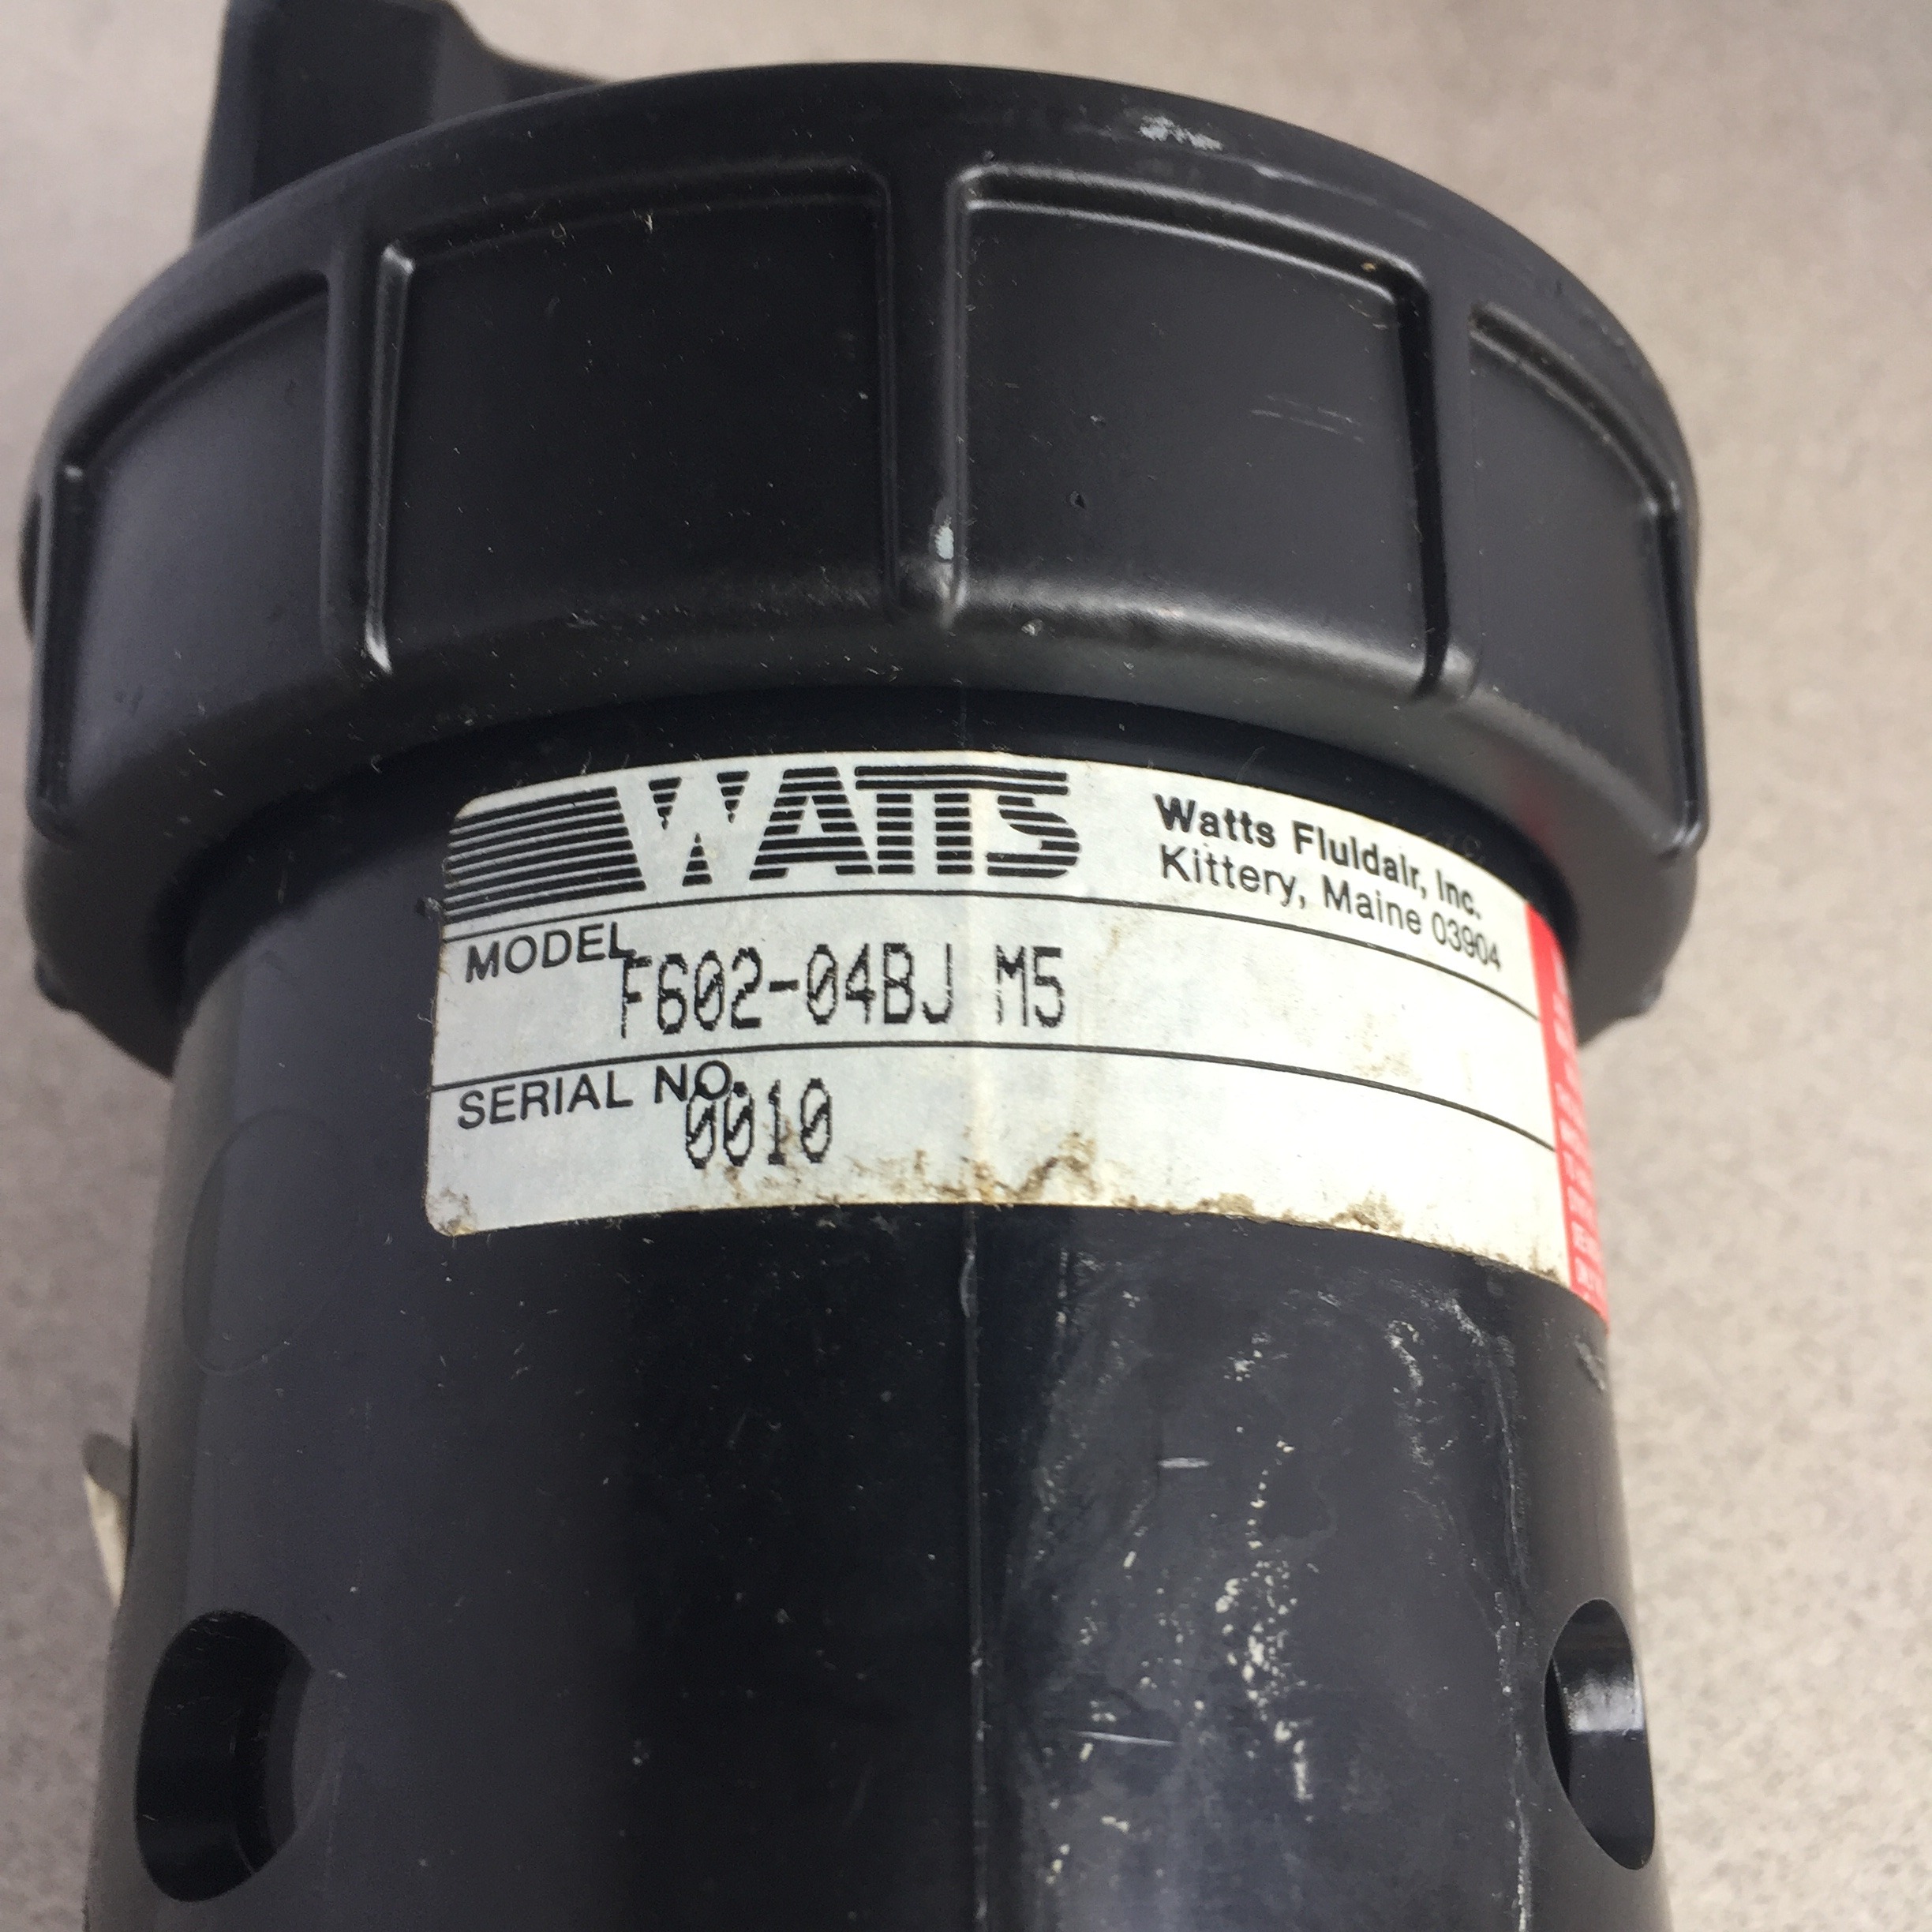 WATTS
Watts Fluidair, Inc.
Kittery, Maine 03904
MODEL
F602-04BJ M5
SERIAL NO.
0010